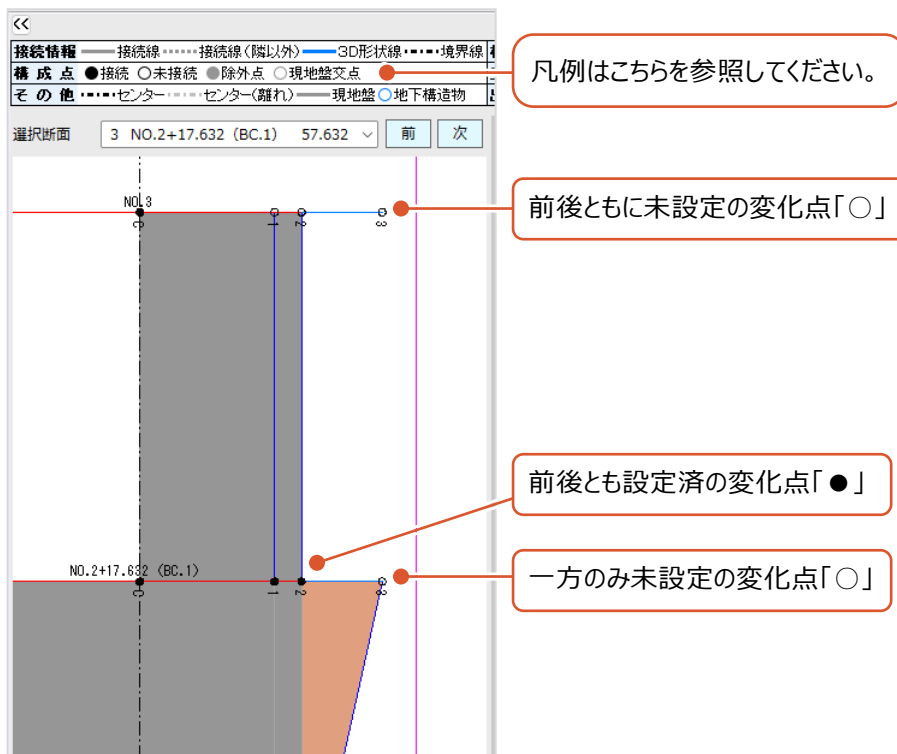 <<
接続情報 接続線 接続線(隣以外) 3D形状線 境界線
構成点 ●接続 ○未接続 ●除外点 ○現地盤交点
その他 センター センター(離れ) 現地盤 ○地下構造物
凡例はこちらを参照してください。
選択断面 3 NO.2+17.632 (BC.1) 57.632 前 次
NO.3
C 1 2 3
前後ともに未設定の変化点「○」
前後とも設定済の変化点「●」
NO.2+17.632 (BC.1)
C 1 2 3
一方のみ未設定の変化点「○」